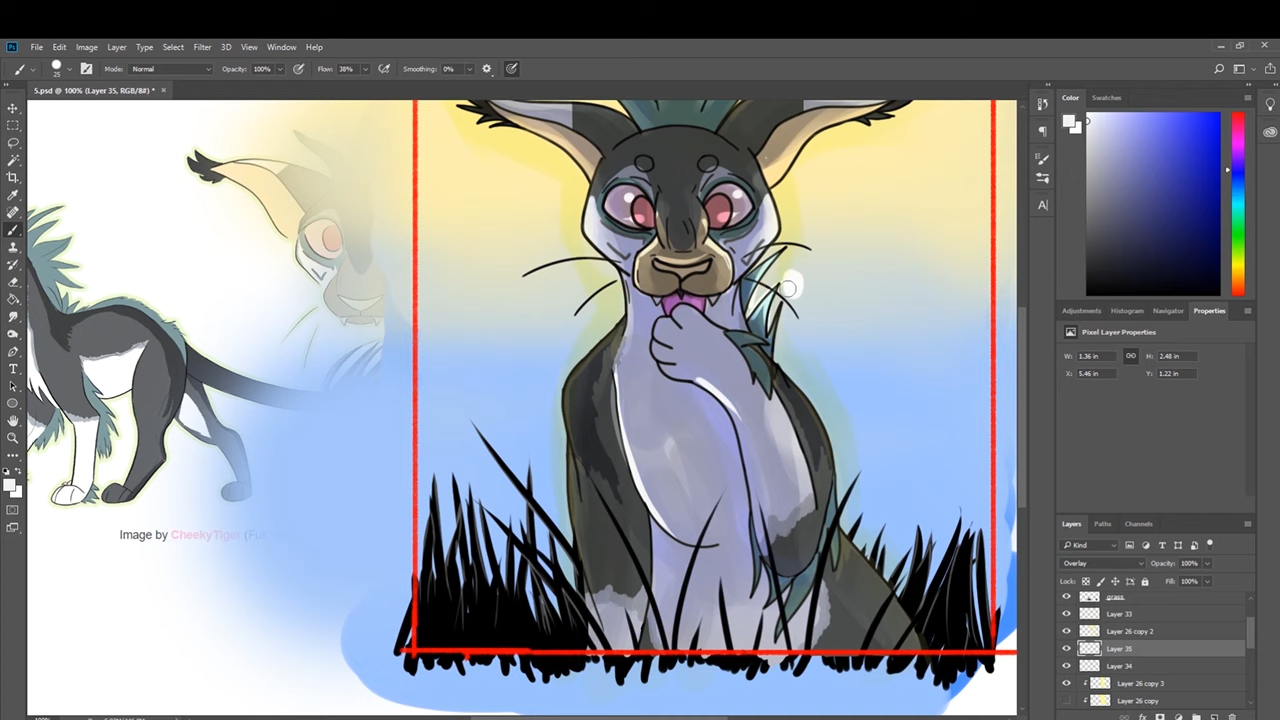 Ps File Edit Image Layer Type Select Filter 3D View Window Help
25 Mode: Normal Opacity: 100% Flow: 38% Smoothing: 0%
5.psd @ 100% (Layer 35, RGB/8#) *
Color Swatches
Adjustments Histogram Navigator Properties
Pixel Layer Properties
W: 1.36 in H: 2.48 in
X: 5.46 in Y: 1.22 in
Image by CheekyTiger
Layers Paths Channels
Kind
Overlay Opacity: 100%
Lock: Fill: 100%
grass
Layer 33
Layer 26 copy 2
Layer 35
Layer 34
Layer 26 copy 3
Layer 26 copy